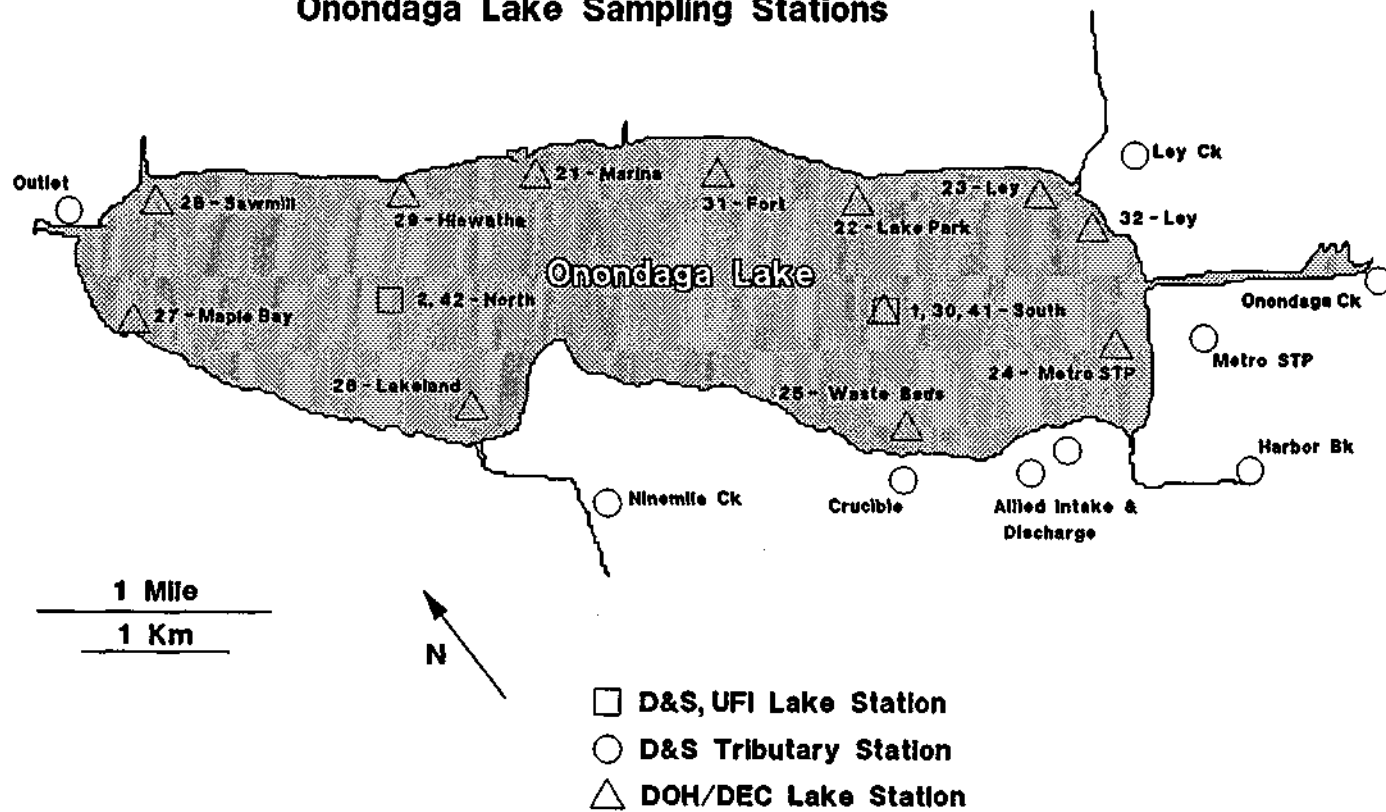 Onondaga Lake Sampling Stations
Ley Ck
Outlet
28 - Sawmill
29 - Hiawatha
21 - Marina
31 - Fort
22 - Lake Park
23 - Ley
32 - Ley
Onondaga Lake
Onondaga Ck
27 - Maple Bay
2, 42 - North
1, 30, 41 - South
Metro STP
24 - Metro STP
26 - Lakeland
25 - Waste Beds
Harbor Bk
Ninemile Ck
Crucible
Allied Intake &
Discharge
1 Mile
1 Km
N
D&S, UFI Lake Station
D&S Tributary Station
DOH/DEC Lake Station